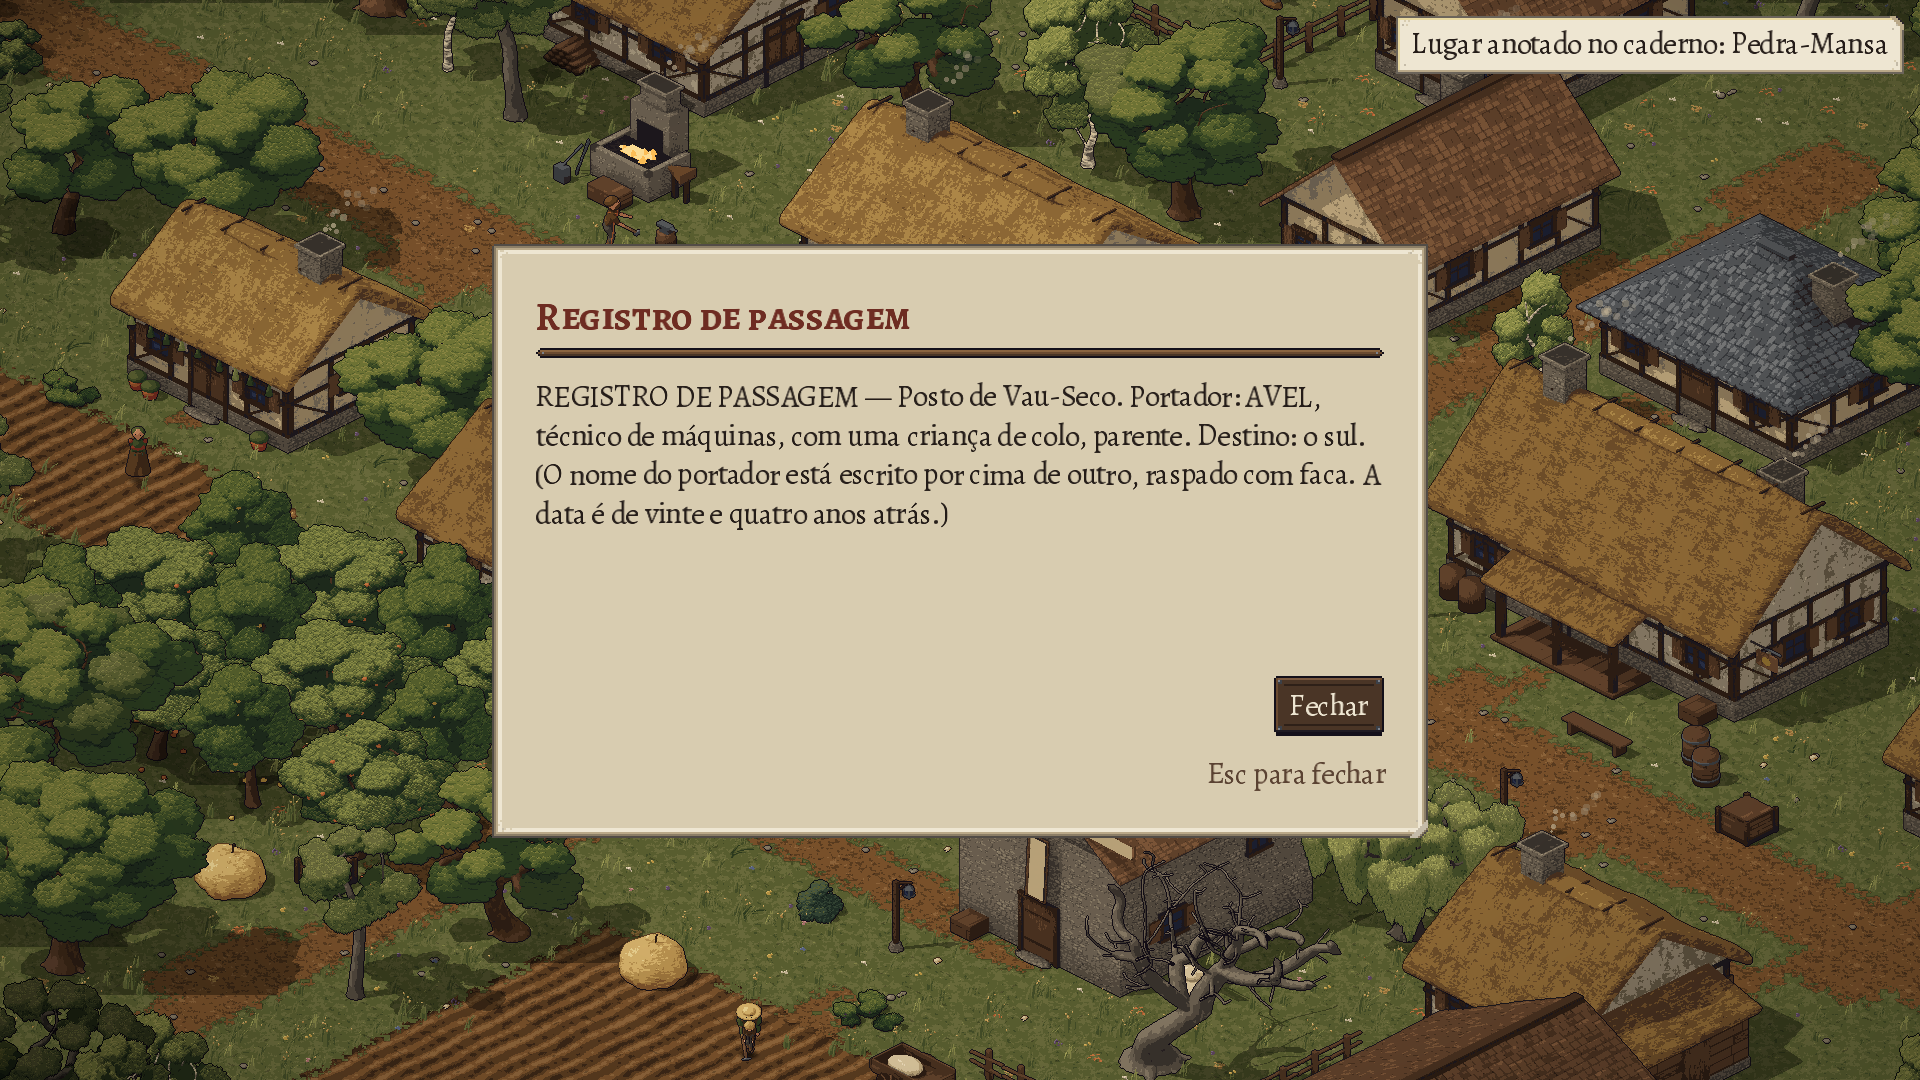 Lugar anotado no caderno: Pedra-Mansa
REGISTRO DE PASSAGEM
REGISTRO DE PASSAGEM — Posto de Vau-Seco. Portador: AVEL,
técnico de máquinas, com uma criança de colo, parente. Destino: o sul.
(O nome do portador está escrito por cima de outro, raspado com faca. A
data é de vinte e quatro anos atrás.)
Fechar
Esc para fechar